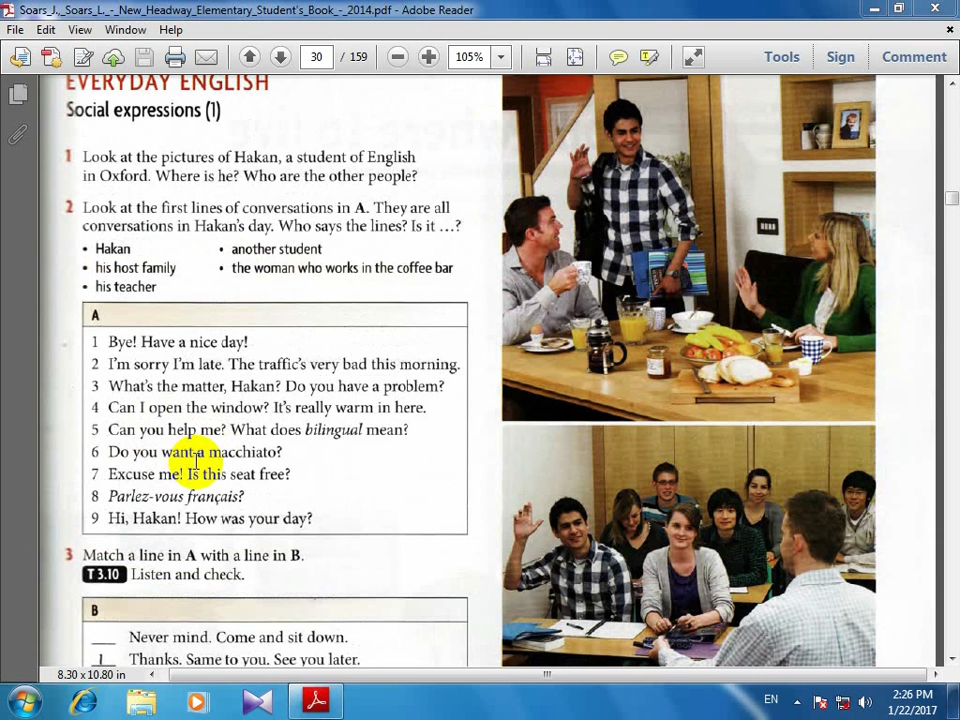 Soars_J.,_Soars_L._-_New_Headway_Elementary_Student's_Book_-_2014.pdf - Adobe Reader
File Edit View Window Help
30 / 159 105% Tools Sign Comment
EVERYDAY ENGLISH
Social expressions (1)
1 Look at the pictures of Hakan, a student of English
in Oxford. Where is he? Who are the other people?
2 Look at the first lines of conversations in A. They are all
conversations in Hakan's day. Who says the lines? Is it …?
• Hakan • another student
• his host family • the woman who works in the coffee bar
• his teacher
A
1 Bye! Have a nice day!
2 I'm sorry I'm late. The traffic's very bad this morning.
3 What's the matter, Hakan? Do you have a problem?
4 Can I open the window? It's really warm in here.
5 Can you help me? What does bilingual mean?
6 Do you want a macchiato?
7 Excuse me! Is this seat free?
8 Parlez-vous français?
9 Hi, Hakan! How was your day?
3 Match a line in A with a line in B.
T 3.10 Listen and check.
B
___ Never mind. Come and sit down.
1 Thanks. Same to you. See you later.
8.30 x 10.80 in
EN 2:26 PM
1/22/2017